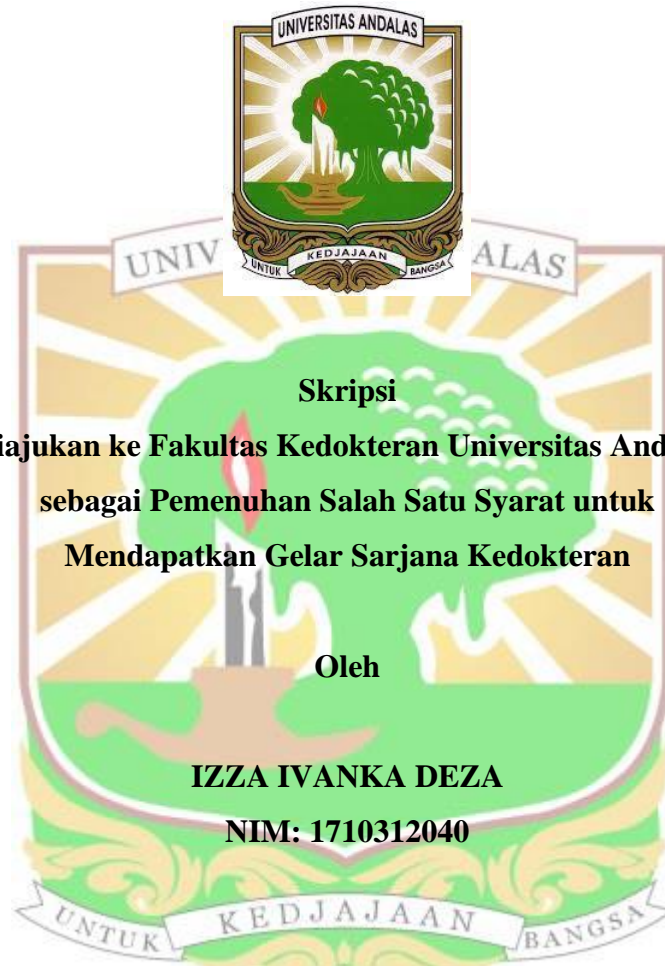 UNIVERSITAS ANDALAS
UNTUK KEDJAJAAN BANGSA
UNIV ALAS
Skripsi
iajukan ke Fakultas Kedokteran Universitas And
sebagai Pemenuhan Salah Satu Syarat untuk
Mendapatkan Gelar Sarjana Kedokteran
Oleh
IZZA IVANKA DEZA
NIM: 1710312040
UNTUK KEDJAJAAN BANGSA